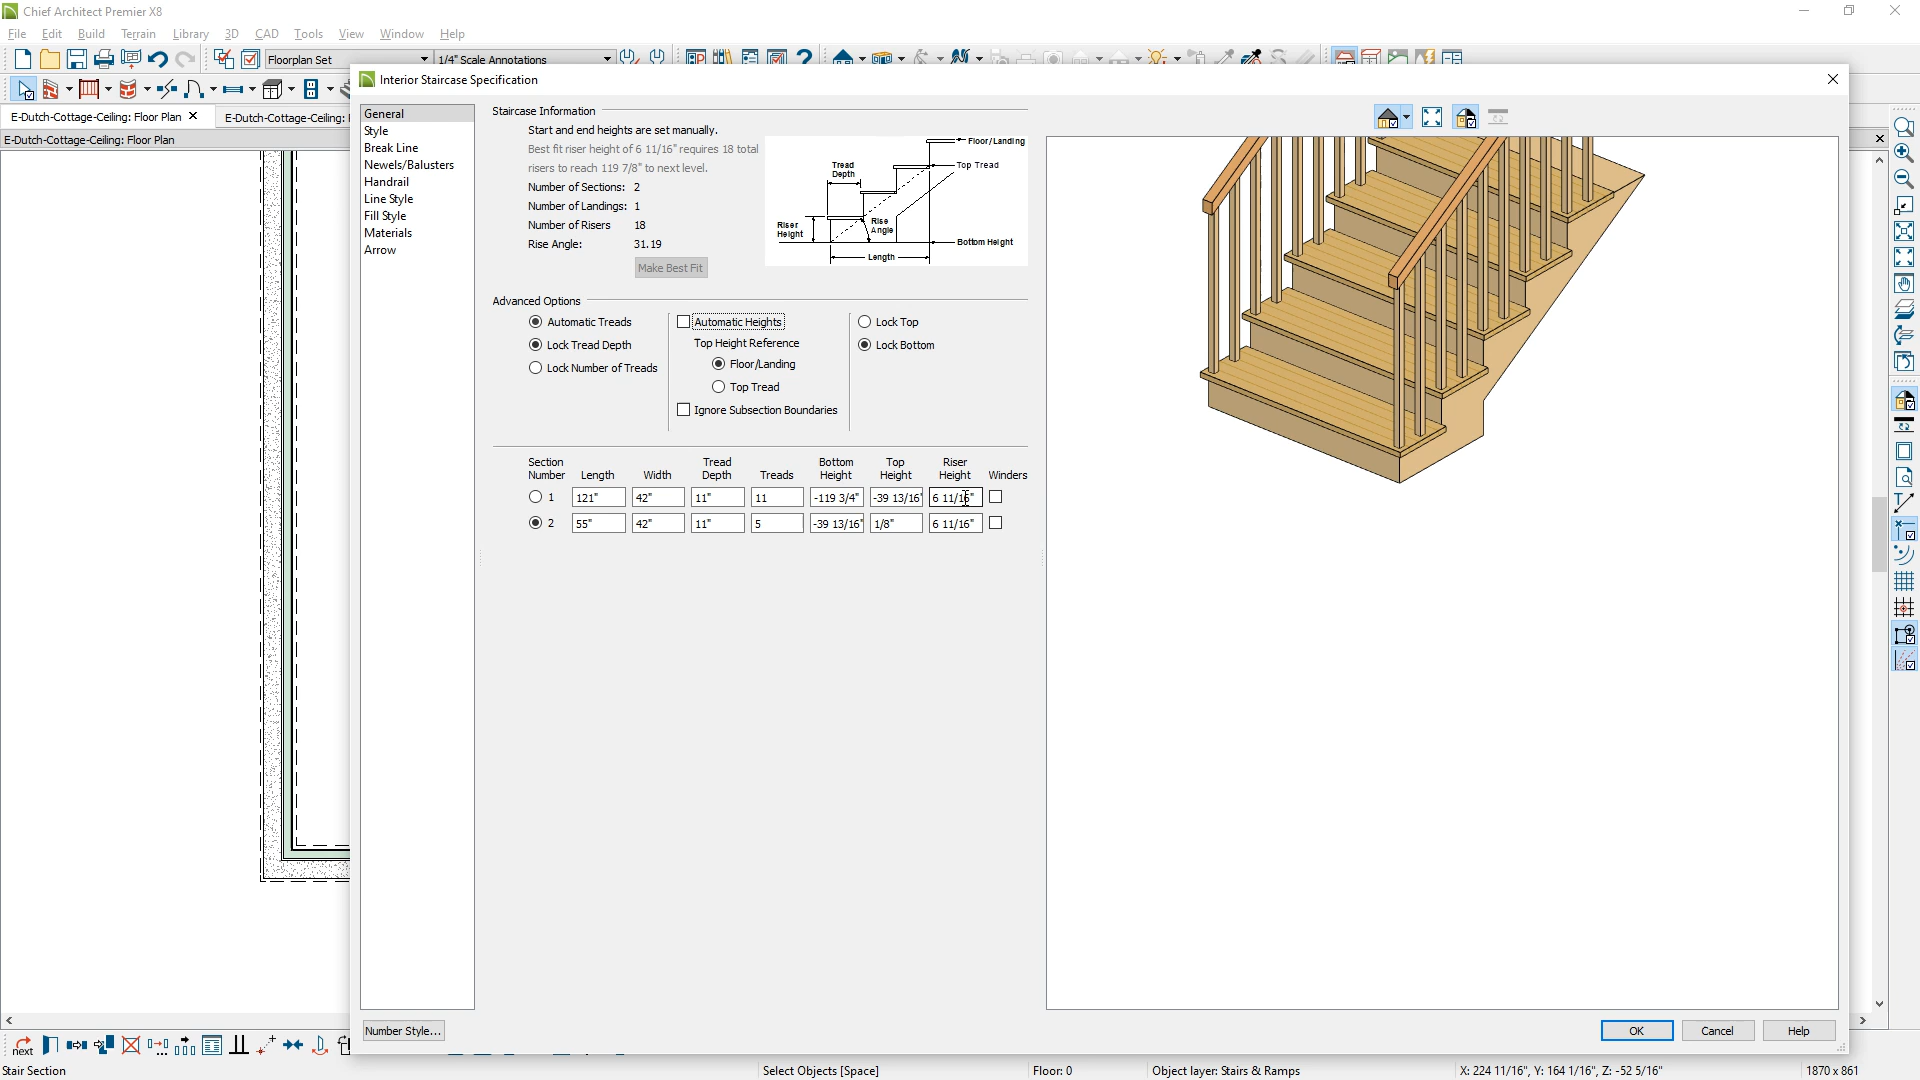 Chief Architect Premier X8
File Edit Build Terrain Library 3D CAD Tools View Window Help
Floorplan Set 1/4" Scale Annotations
Interior Staircase Specification
E-Dutch-Cottage-Ceiling: Floor Plan E-Dutch-Cottage-Ceiling:
E-Dutch-Cottage-Ceiling: Floor Plan
General
Style
Break Line
Newels/Balusters
Handrail
Line Style
Fill Style
Materials
Arrow
Staircase Information
Start and end heights are set manually.
Best fit riser height of 6 11/16" requires 18 total
risers to reach 119 7/8" to next level.
Number of Sections: 2
Number of Landings: 1
Number of Risers 18
Rise Angle: 31.19
Make Best Fit
Floor/Landing
Top Tread
Tread
Depth
Riser
Height
Rise
Angle
Bottom Height
Length
Advanced Options
Automatic Treads
Lock Tread Depth
Lock Number of Treads
Automatic Heights
Top Height Reference
Floor/Landing
Top Tread
Ignore Subsection Boundaries
Lock Top
Lock Bottom
Section Number Length Width Tread Depth Treads Bottom Height Top Height Riser Height Winders
1 121" 42" 11" 11 -119 3/4" -39 13/16" 6 11/16"
2 55" 42" 11" 5 -39 13/16" 1/8" 6 11/16"
Number Style... OK Cancel Help
next
Stair Section Select Objects [Space] Floor: 0 Object layer: Stairs & Ramps X: 224 11/16", Y: 164 1/16", Z: -52 5/16" 1870 x 861